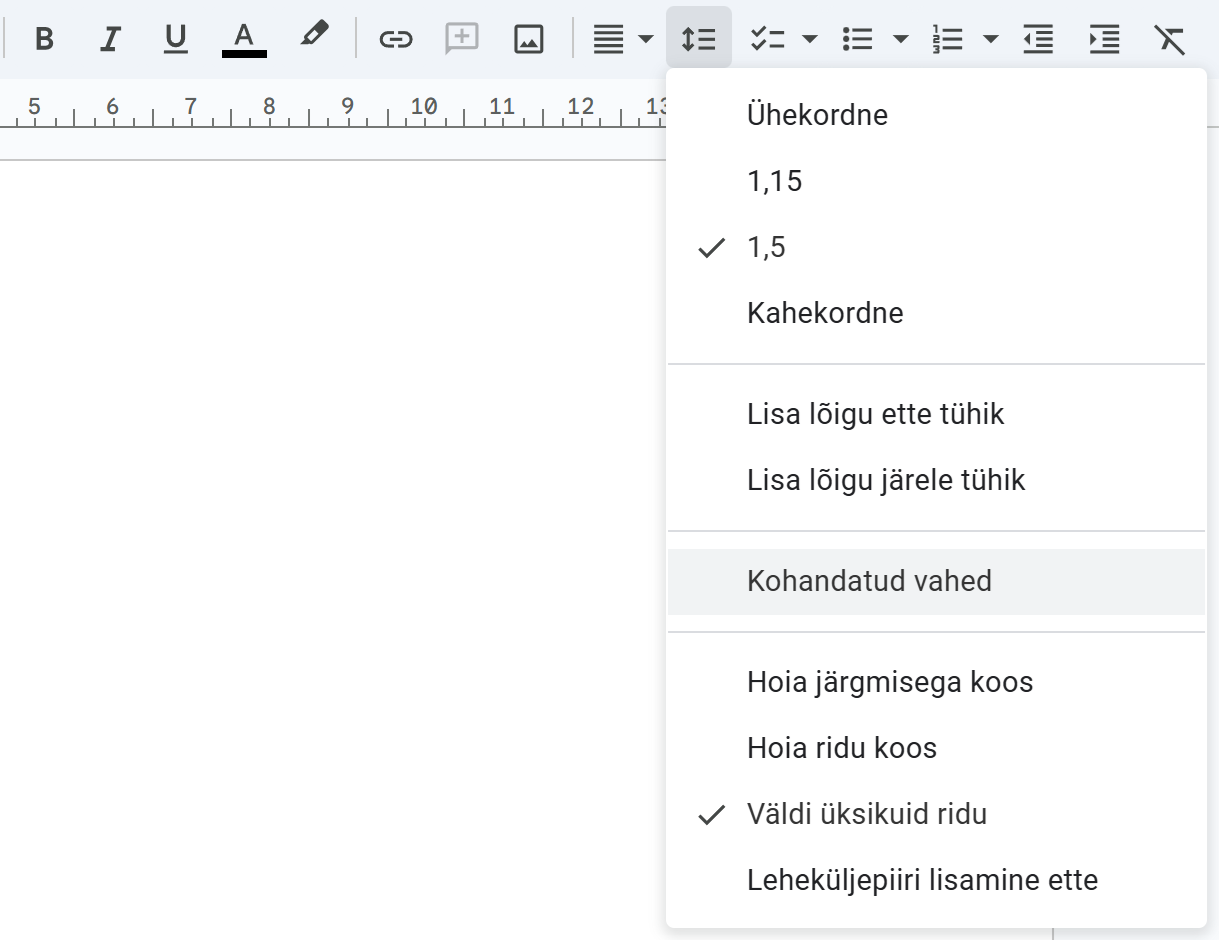 B I U A
5 6 7 8 9 10 11 12 13
Ühekordne
1,15
1,5
Kahekordne
Lisa lõigu ette tühik
Lisa lõigu järele tühik
Kohandatud vahed
Hoia järgmisega koos
Hoia ridu koos
Väldi üksikuid ridu
Leheküljepiiri lisamine ette